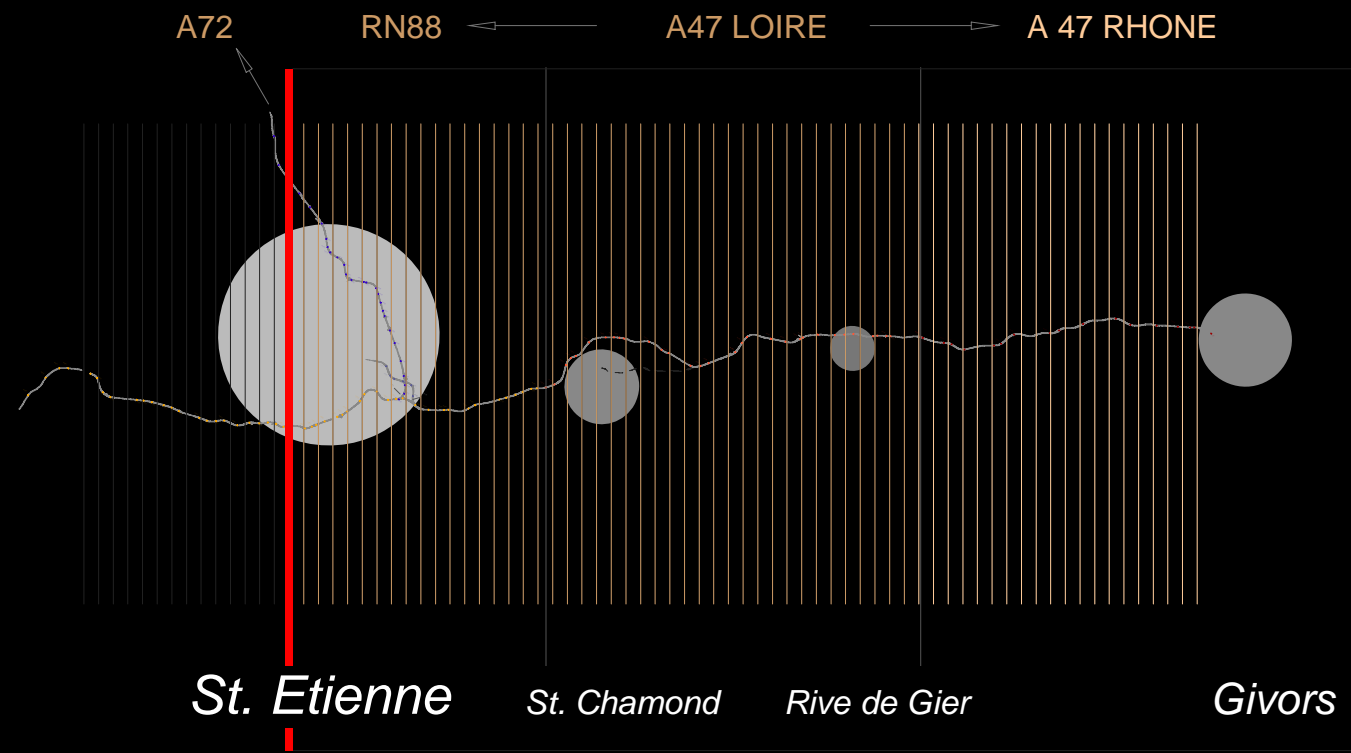 A72 RN88 A47 LOIRE A 47 RHONE
St. Etienne St. Chamond Rive de Gier Givors